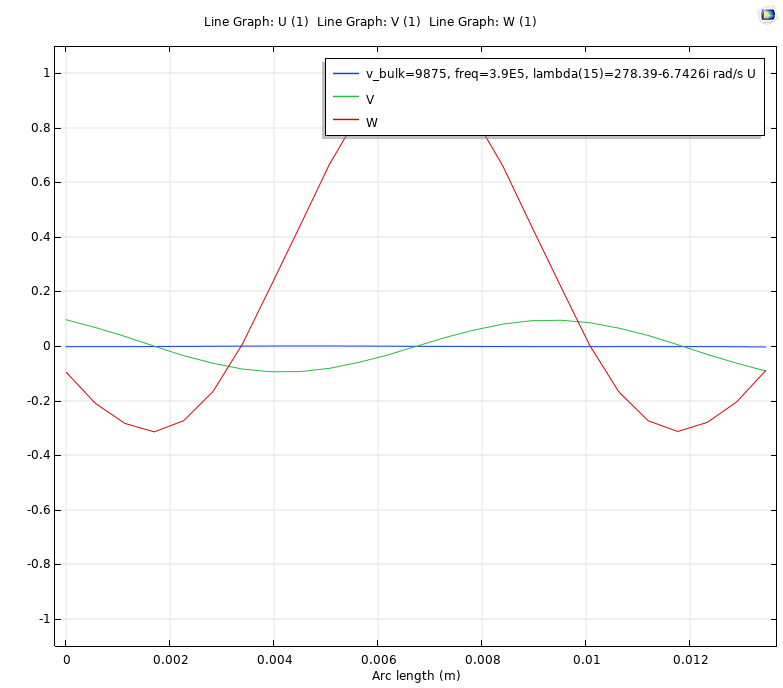 Line Graph: U (1)  Line Graph: V (1)  Line Graph: W (1)
v_bulk=9875, freq=3.9E5, lambda(15)=278.39-6.7426i rad/s U
V
W
1
0.8
0.6
0.4
0.2
0
-0.2
-0.4
-0.6
-0.8
-1
0 0.002 0.004 0.006 0.008 0.01 0.012
Arc length (m)